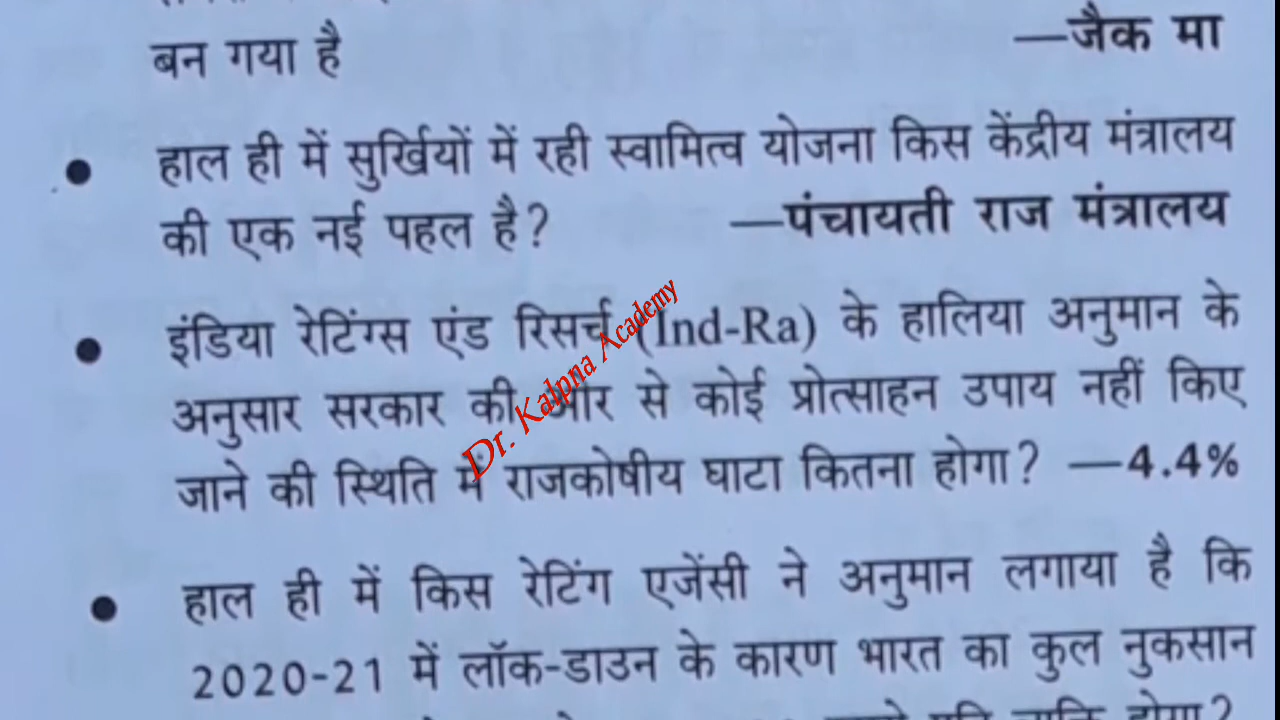 बन गया है —जैक मा
• हाल ही में सुर्खियों में रही स्वामित्व योजना किस केंद्रीय मंत्रालय
की एक नई पहल है? —पंचायती राज मंत्रालय
• इंडिया रेटिंग्स एंड रिसर्च (Ind-Ra) के हालिया अनुमान के
अनुसार सरकार की ओर से कोई प्रोत्साहन उपाय नहीं किए
जाने की स्थिति में राजकोषीय घाटा कितना होगा? —4.4%
• हाल ही में किस रेटिंग एजेंसी ने अनुमान लगाया है कि
2020-21 में लॉक-डाउन के कारण भारत का कुल नुकसान
होगा?
Dr. Kalpna Academy